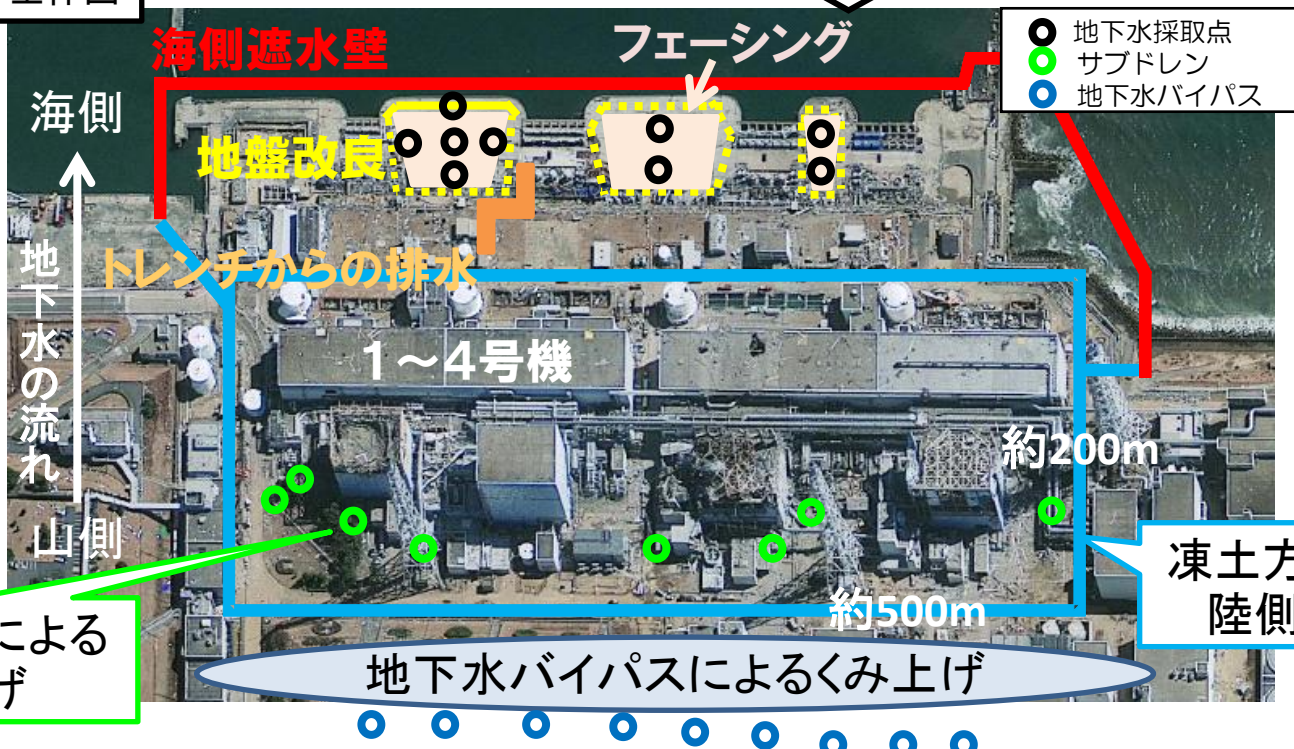 海側遮水壁
フェーシング
地下水採取点
サブドレン
地下水バイパス
海側
地盤改良
地下水の流れ
トレンチからの排水
1～4号機
約200m
山側
凍土方
陸側
による
げ
約500m
地下水バイパスによるくみ上げ